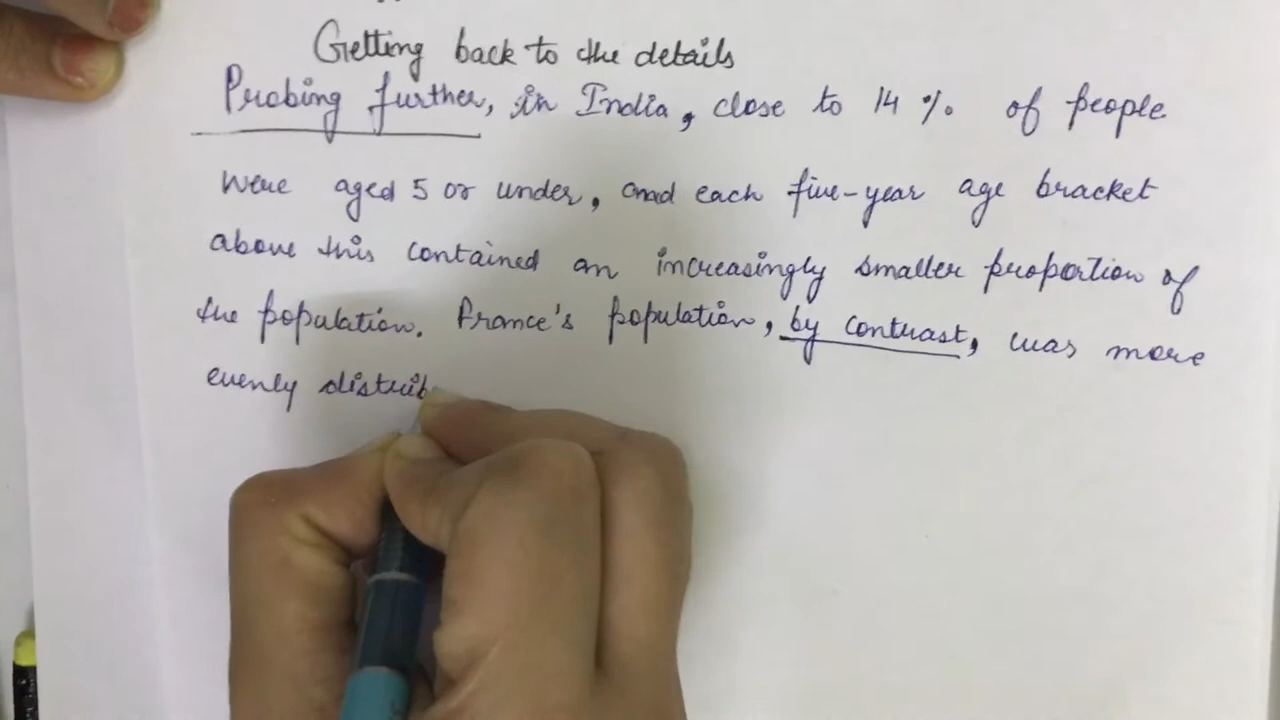 Getting back to the details
Probing further, in India, close to 14 % of people
were aged 5 or under, and each five-year age bracket
above this contained an increasingly smaller proportion of
the population. France's population, by contrast, was more
evenly distrib